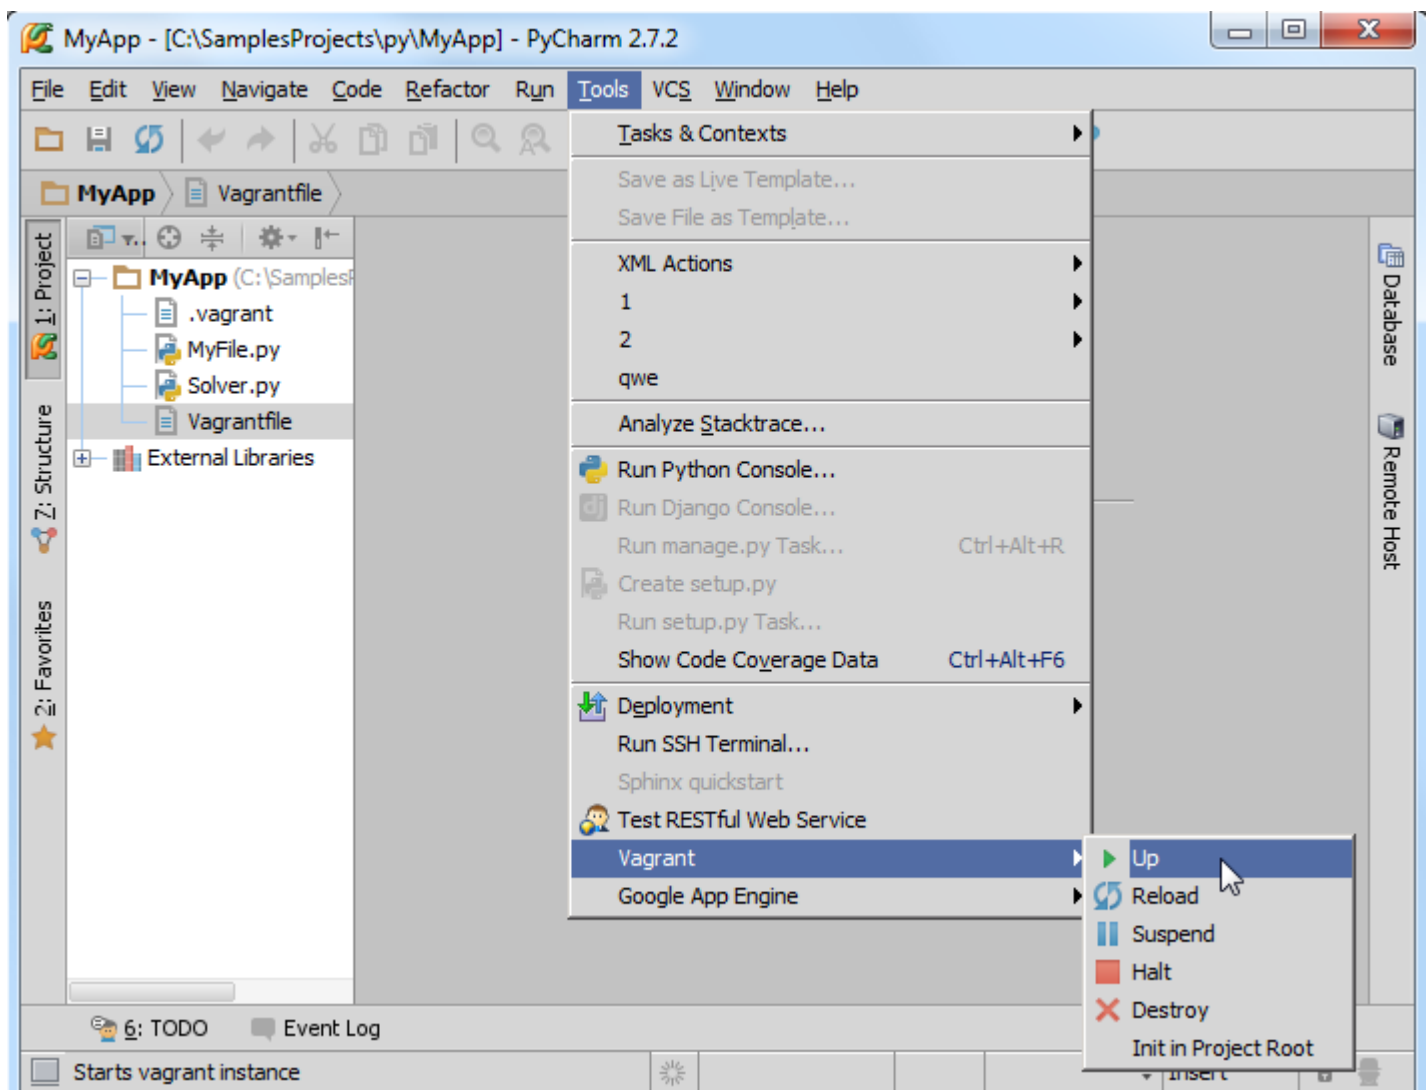 MyApp - [C:\SamplesProjects\py\MyApp] - PyCharm 2.7.2
File Edit View Navigate Code Refactor Run Tools VCS Window Help
MyApp Vagrantfile
1: Project
7: Structure
2: Favorites
MyApp (C:\Samples
.vagrant
MyFile.py
Solver.py
Vagrantfile
External Libraries
Tasks & Contexts
Save as Live Template...
Save File as Template...
XML Actions
1
2
qwe
Analyze Stacktrace...
Run Python Console...
Run Django Console...
Run manage.py Task... Ctrl+Alt+R
Create setup.py
Run setup.py Task...
Show Code Coverage Data Ctrl+Alt+F6
Deployment
Run SSH Terminal...
Sphinx quickstart
Test RESTful Web Service
Vagrant
Google App Engine
Up
Reload
Suspend
Halt
Destroy
Init in Project Root
Database
Remote Host
6: TODO Event Log
Starts vagrant instance Insert